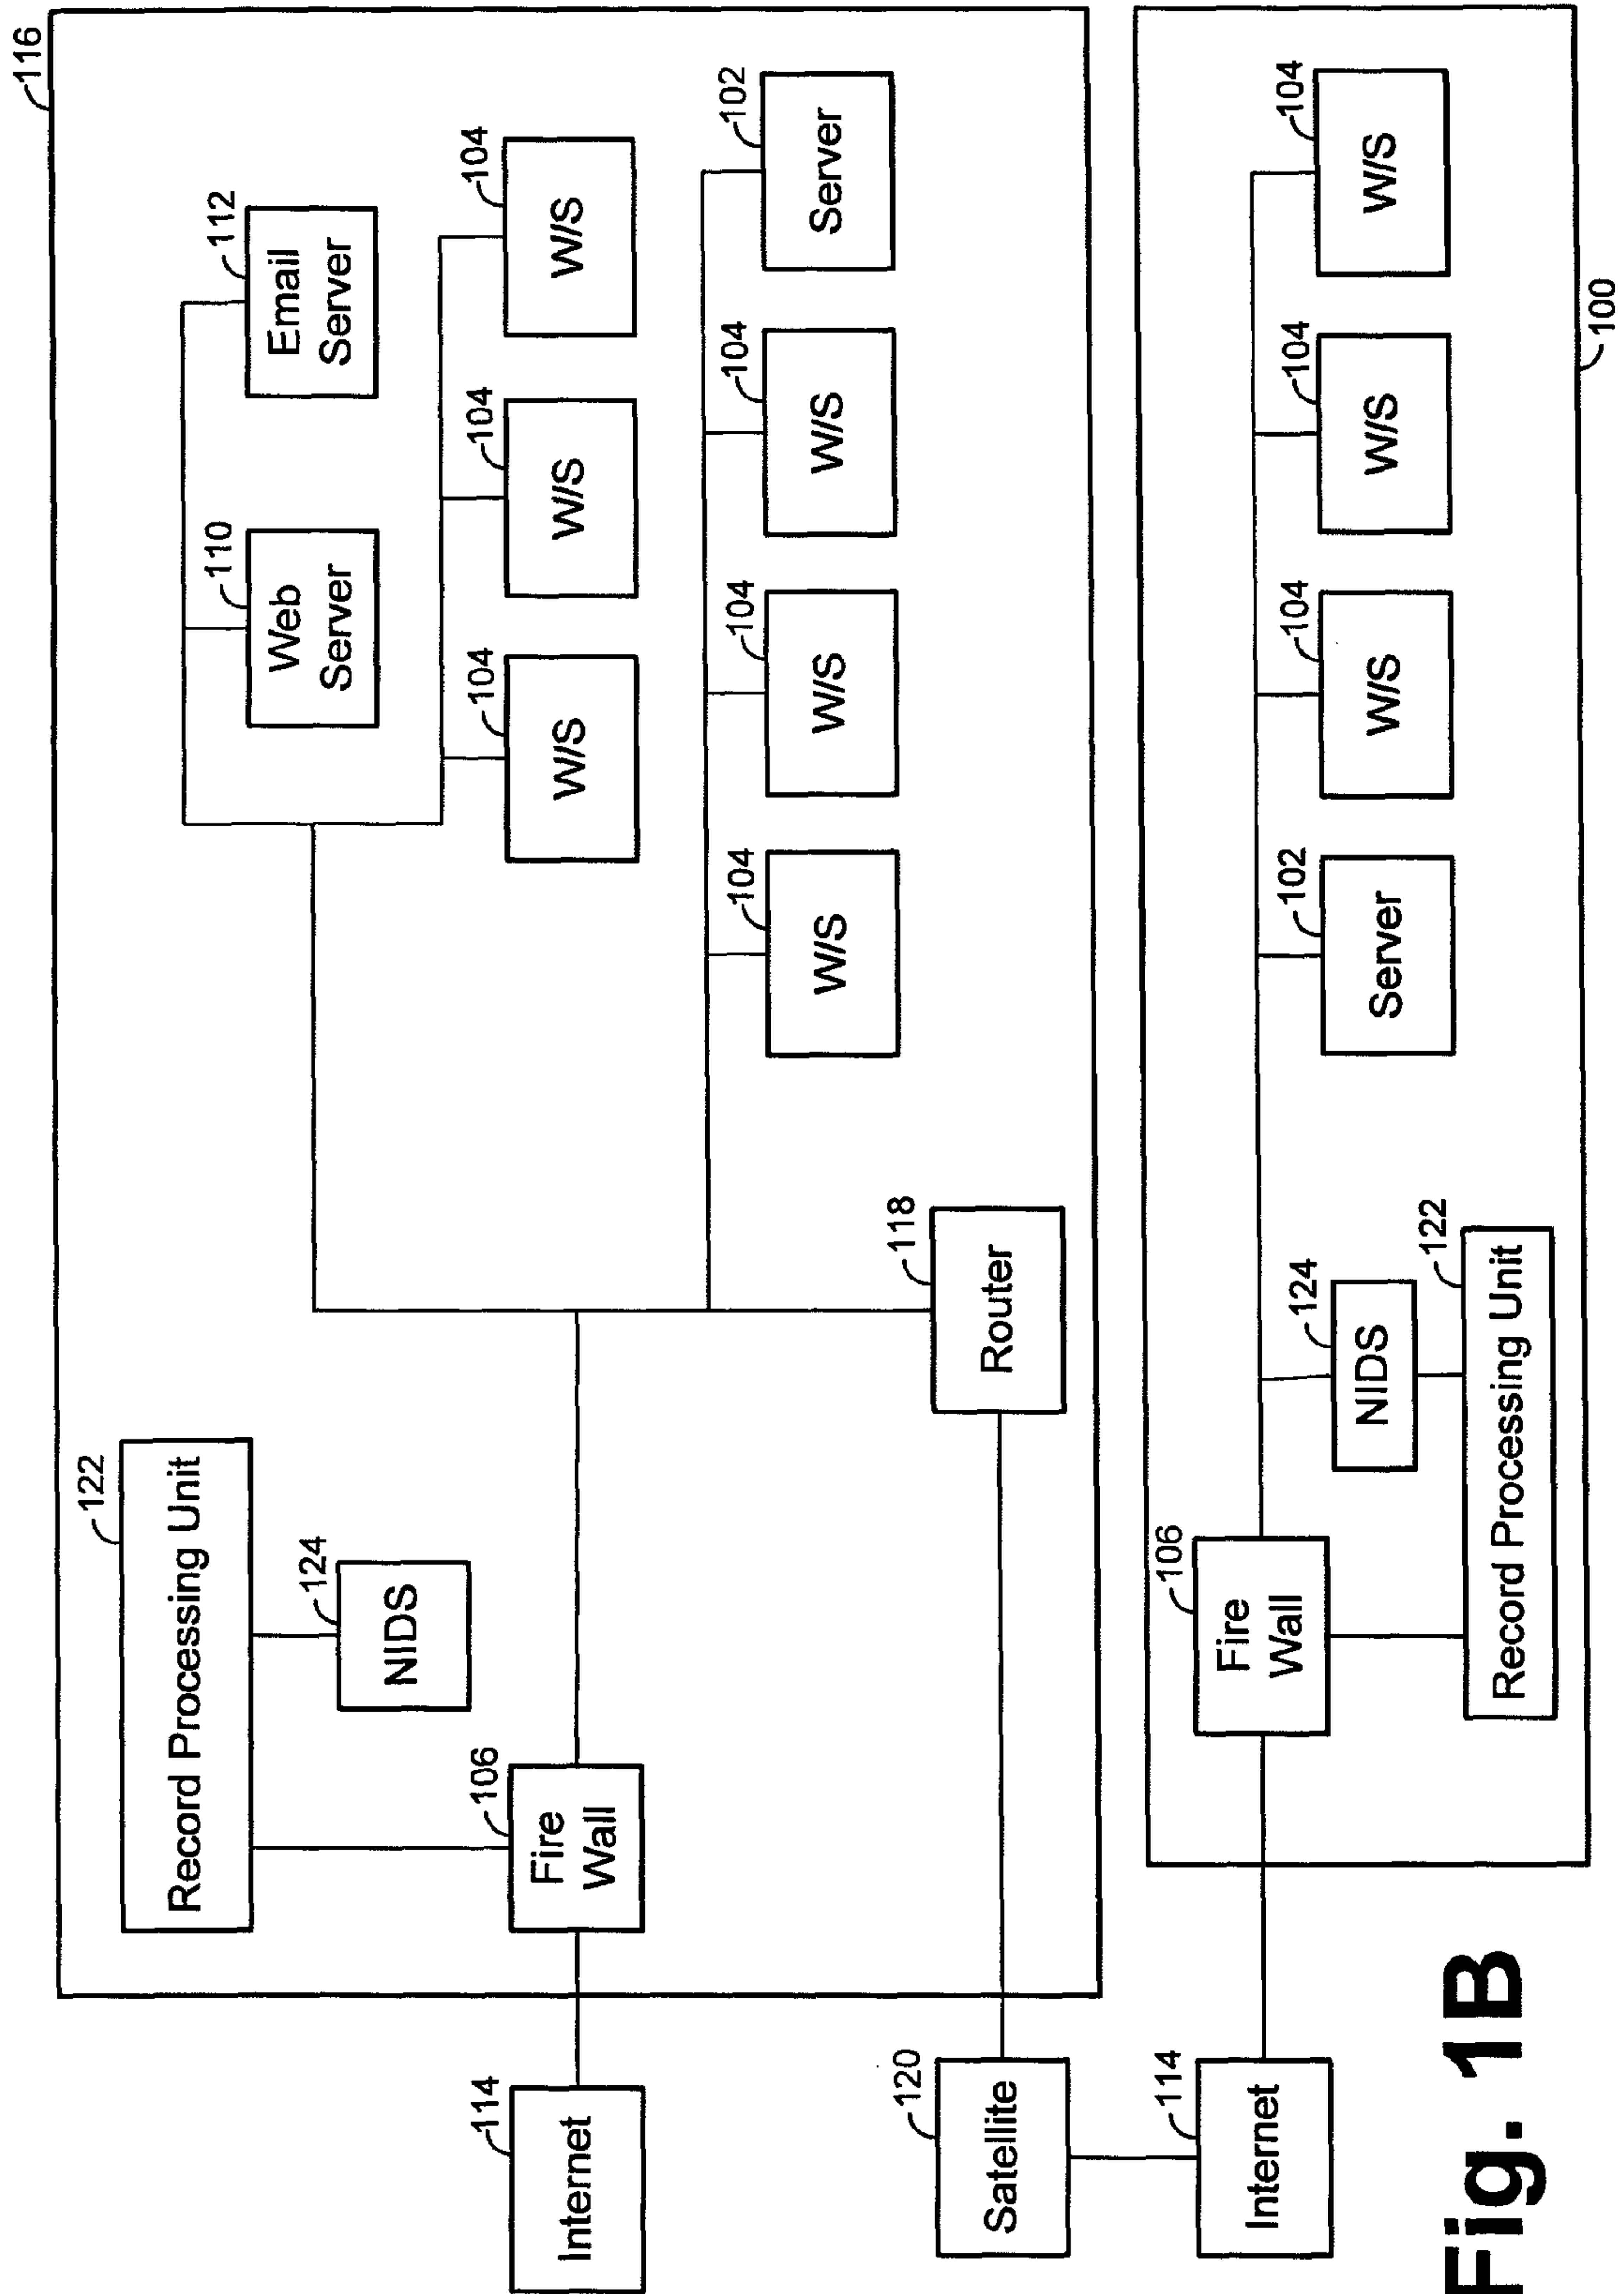 116
122
Record Processing Unit
124
NIDS
110
Web
Server
112
Email
Server
104
W/S
104
W/S
104
W/S
114
Internet
106
Fire
Wall
104
W/S
104
W/S
104
W/S
102
Server
118
Router
120
Satellite
114
Internet
106
Fire
Wall
124
NIDS
122
Record Processing Unit
102
Server
104
W/S
104
W/S
104
W/S
100
Fig. 1B